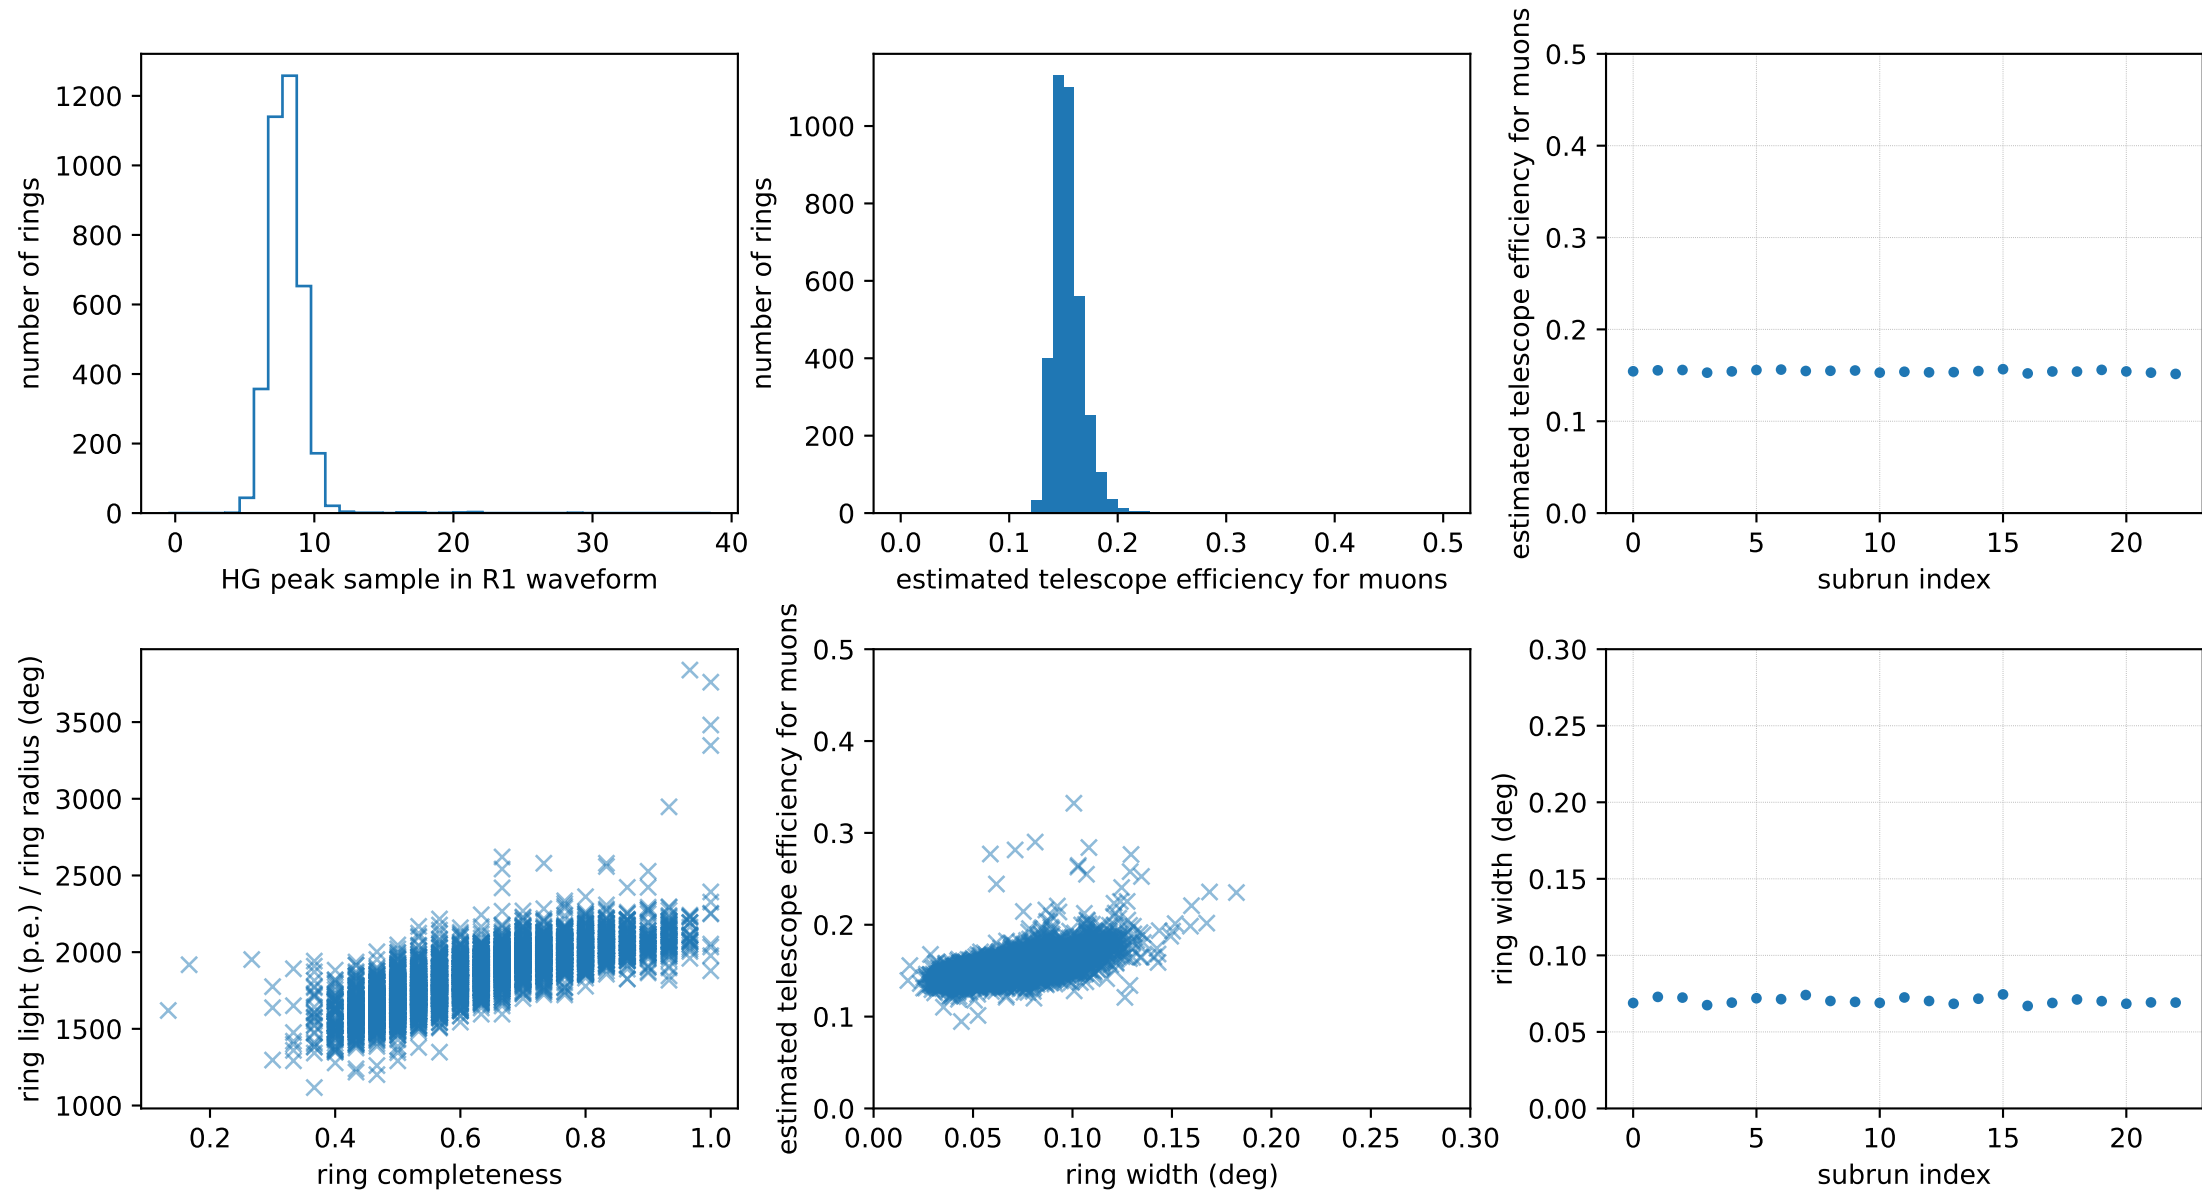 number of rings
1200
1000
800
600
400
200
0
0 10 20 30 40
HG peak sample in R1 waveform
number of rings
1000
800
600
400
200
0
0.0 0.1 0.2 0.3 0.4 0.5
estimated telescope efficiency for muons
estimated telescope efficiency for muons
0.5
0.4
0.3
0.2
0.1
0.0
0 5 10 15 20
subrun index
ring light (p.e.) / ring radius (deg)
3500
3000
2500
2000
1500
1000
0.2 0.4 0.6 0.8 1.0
ring completeness
estimated telescope efficiency for muons
0.5
0.4
0.3
0.2
0.1
0.0
0.00 0.05 0.10 0.15 0.20 0.25 0.30
ring width (deg)
ring width (deg)
0.30
0.25
0.20
0.15
0.10
0.05
0.00
0 5 10 15 20
subrun index